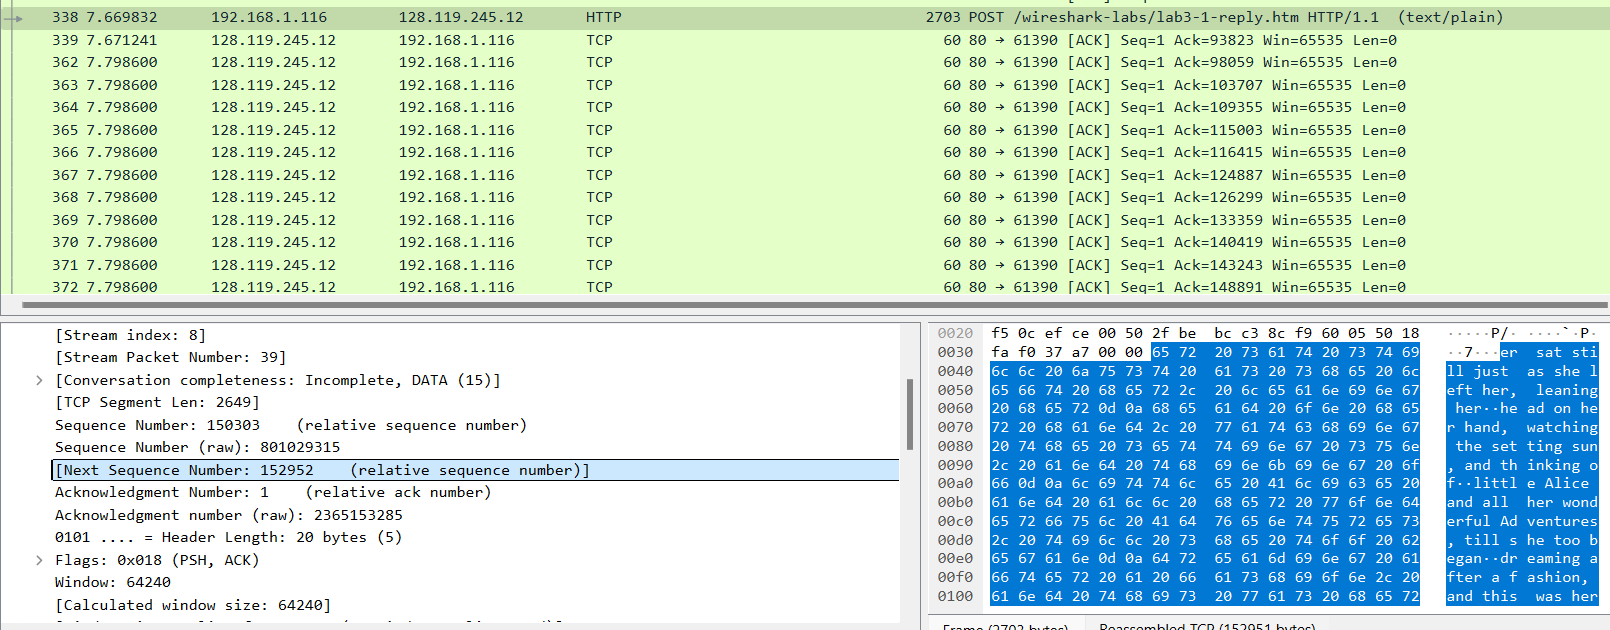 338 7.669832 192.168.1.116 128.119.245.12 HTTP 2703 POST /wireshark-labs/lab3-1-reply.htm HTTP/1.1 (text/plain)
339 7.671241 128.119.245.12 192.168.1.116 TCP 60 80 → 61390 [ACK] Seq=1 Ack=93823 Win=65535 Len=0
362 7.798600 128.119.245.12 192.168.1.116 TCP 60 80 → 61390 [ACK] Seq=1 Ack=98059 Win=65535 Len=0
363 7.798600 128.119.245.12 192.168.1.116 TCP 60 80 → 61390 [ACK] Seq=1 Ack=103707 Win=65535 Len=0
364 7.798600 128.119.245.12 192.168.1.116 TCP 60 80 → 61390 [ACK] Seq=1 Ack=109355 Win=65535 Len=0
365 7.798600 128.119.245.12 192.168.1.116 TCP 60 80 → 61390 [ACK] Seq=1 Ack=115003 Win=65535 Len=0
366 7.798600 128.119.245.12 192.168.1.116 TCP 60 80 → 61390 [ACK] Seq=1 Ack=116415 Win=65535 Len=0
367 7.798600 128.119.245.12 192.168.1.116 TCP 60 80 → 61390 [ACK] Seq=1 Ack=124887 Win=65535 Len=0
368 7.798600 128.119.245.12 192.168.1.116 TCP 60 80 → 61390 [ACK] Seq=1 Ack=126299 Win=65535 Len=0
369 7.798600 128.119.245.12 192.168.1.116 TCP 60 80 → 61390 [ACK] Seq=1 Ack=133359 Win=65535 Len=0
370 7.798600 128.119.245.12 192.168.1.116 TCP 60 80 → 61390 [ACK] Seq=1 Ack=140419 Win=65535 Len=0
371 7.798600 128.119.245.12 192.168.1.116 TCP 60 80 → 61390 [ACK] Seq=1 Ack=143243 Win=65535 Len=0
372 7.798600 128.119.245.12 192.168.1.116 TCP 60 80 → 61390 [ACK] Seq=1 Ack=148891 Win=65535 Len=0
[Stream index: 8]
[Stream Packet Number: 39]
[Conversation completeness: Incomplete, DATA (15)]
[TCP Segment Len: 2649]
Sequence Number: 150303 (relative sequence number)
Sequence Number (raw): 801029315
[Next Sequence Number: 152952 (relative sequence number)]
Acknowledgment Number: 1 (relative ack number)
Acknowledgment number (raw): 2365153285
0101 .... = Header Length: 20 bytes (5)
Flags: 0x018 (PSH, ACK)
Window: 64240
[Calculated window size: 64240]
0020 f5 0c ef ce 00 50 2f be bc c3 8c f9 60 05 50 18 ·····P/· ····`·P·
0030 fa f0 37 a7 00 00 65 72 20 73 61 74 20 73 74 69 ··7···er sat sti
0040 6c 6c 20 6a 75 73 74 20 61 73 20 73 68 65 20 6c ll just as she l
0050 65 66 74 20 68 65 72 2c 20 6c 65 61 6e 69 6e 67 eft her, leaning
0060 20 68 65 72 0d 0a 68 65 61 64 20 6f 6e 20 68 65 her··he ad on he
0070 72 20 68 61 6e 64 2c 20 77 61 74 63 68 69 6e 67 r hand, watching
0080 20 74 68 65 20 73 65 74 74 69 6e 67 20 73 75 6e the set ting sun
0090 2c 20 61 6e 64 20 74 68 69 6e 6b 69 6e 67 20 6f , and th inking o
00a0 66 0d 0a 6c 69 74 74 6c 65 20 41 6c 69 63 65 20 f··littl e Alice
00b0 61 6e 64 20 61 6c 6c 20 68 65 72 20 77 6f 6e 64 and all her wond
00c0 65 72 66 75 6c 20 41 64 76 65 6e 74 75 72 65 73 erful Ad ventures
00d0 2c 20 74 69 6c 6c 20 73 68 65 20 74 6f 6f 20 62 , till s he too b
00e0 65 67 61 6e 0d 0a 64 72 65 61 6d 69 6e 67 20 61 egan··dr eaming a
00f0 66 74 65 72 20 61 20 66 61 73 68 69 6f 6e 2c 20 fter a f ashion,
0100 61 6e 64 20 74 68 69 73 20 77 61 73 20 68 65 72 and this was her
Frame (2703 bytes) Reassembled TCP (152951 bytes)